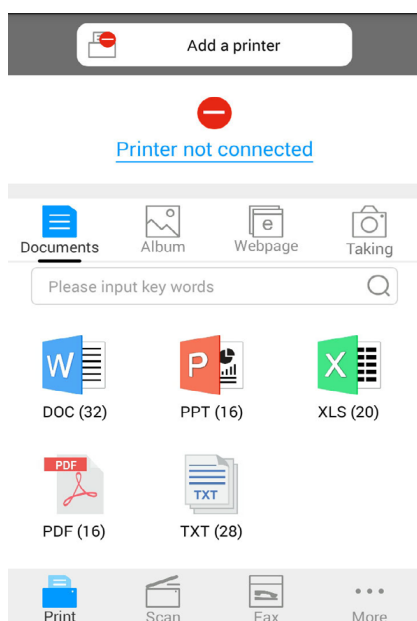 Add a printer
Printer not connected
Documents Album Webpage Taking
Please input key words
W P X
DOC (32) PPT (16) XLS (20)
PDF TXT
PDF (16) TXT (28)
Print Scan Fax More